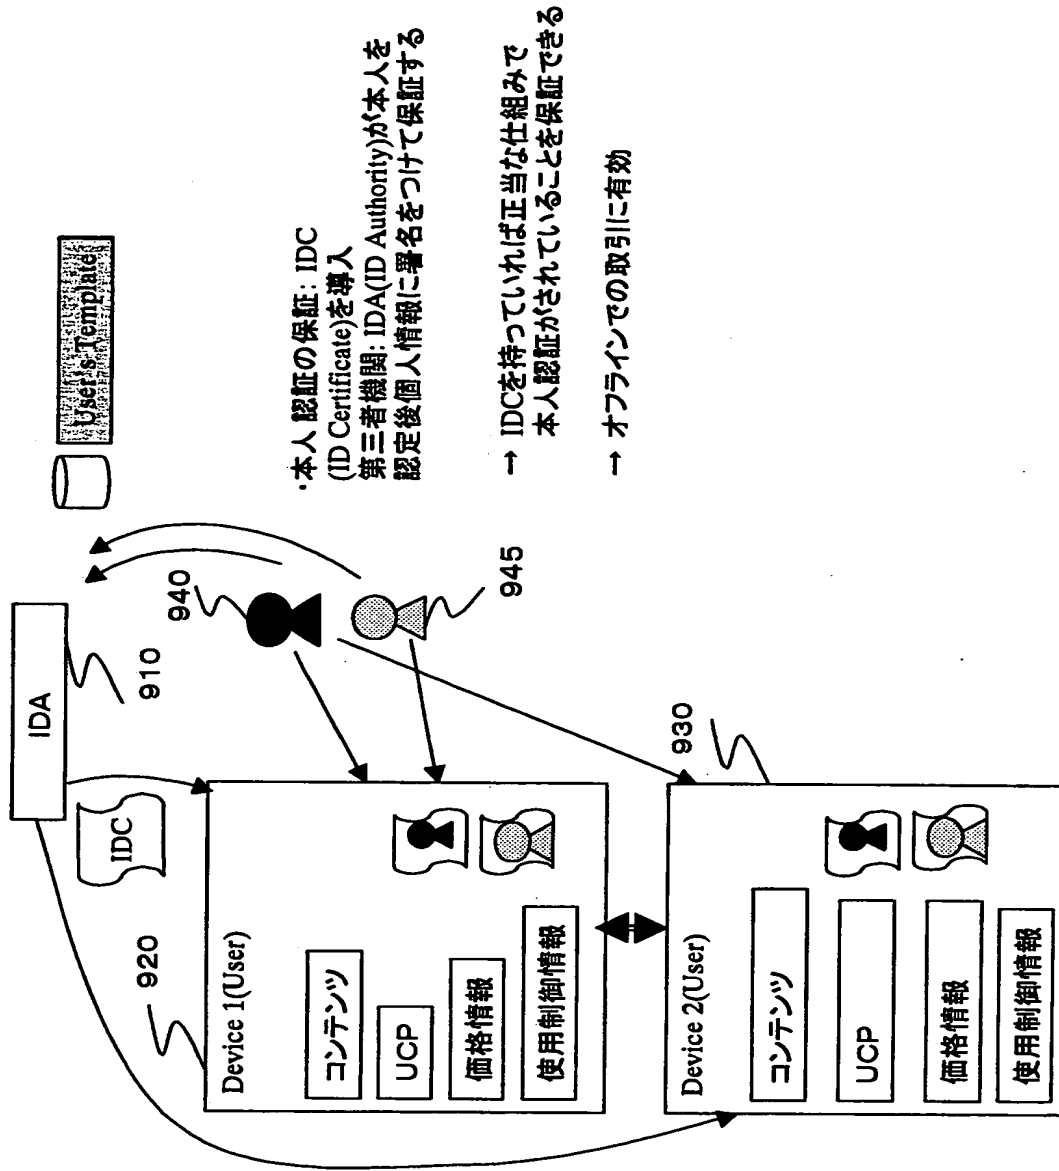 IDA
910
User's Template
IDC
920
940
945
・本人認証の保証: IDC
(ID Certificate)を導入
第三者機関: IDA(ID Authority)が本人を
認定後個人情報に署名をつけて保証する
→ IDCを持っていれば正当な仕組みで
本人認証がされていることを保証できる
→ オフラインでの取引に有効
Device 1(User)
コンテンツ
UCP
価格情報
使用制御情報
930
Device 2(User)
コンテンツ
UCP
価格情報
使用制御情報